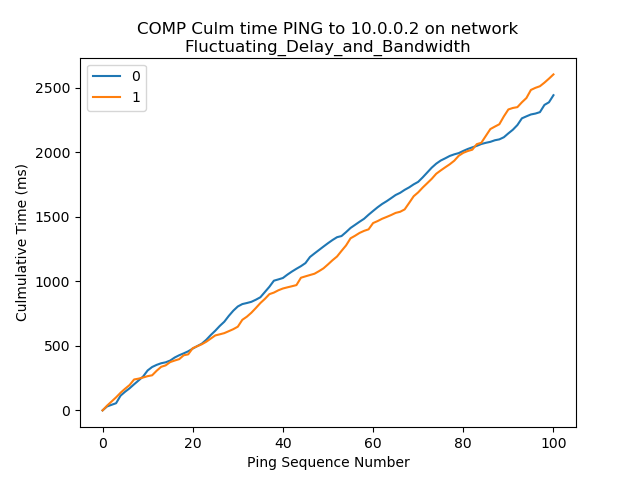 COMP Culm time PING to 10.0.0.2 on network
Fluctuating_Delay_and_Bandwidth
0
1
Culmulative Time (ms)
2500
2000
1500
1000
500
0
0 20 40 60 80 100
Ping Sequence Number